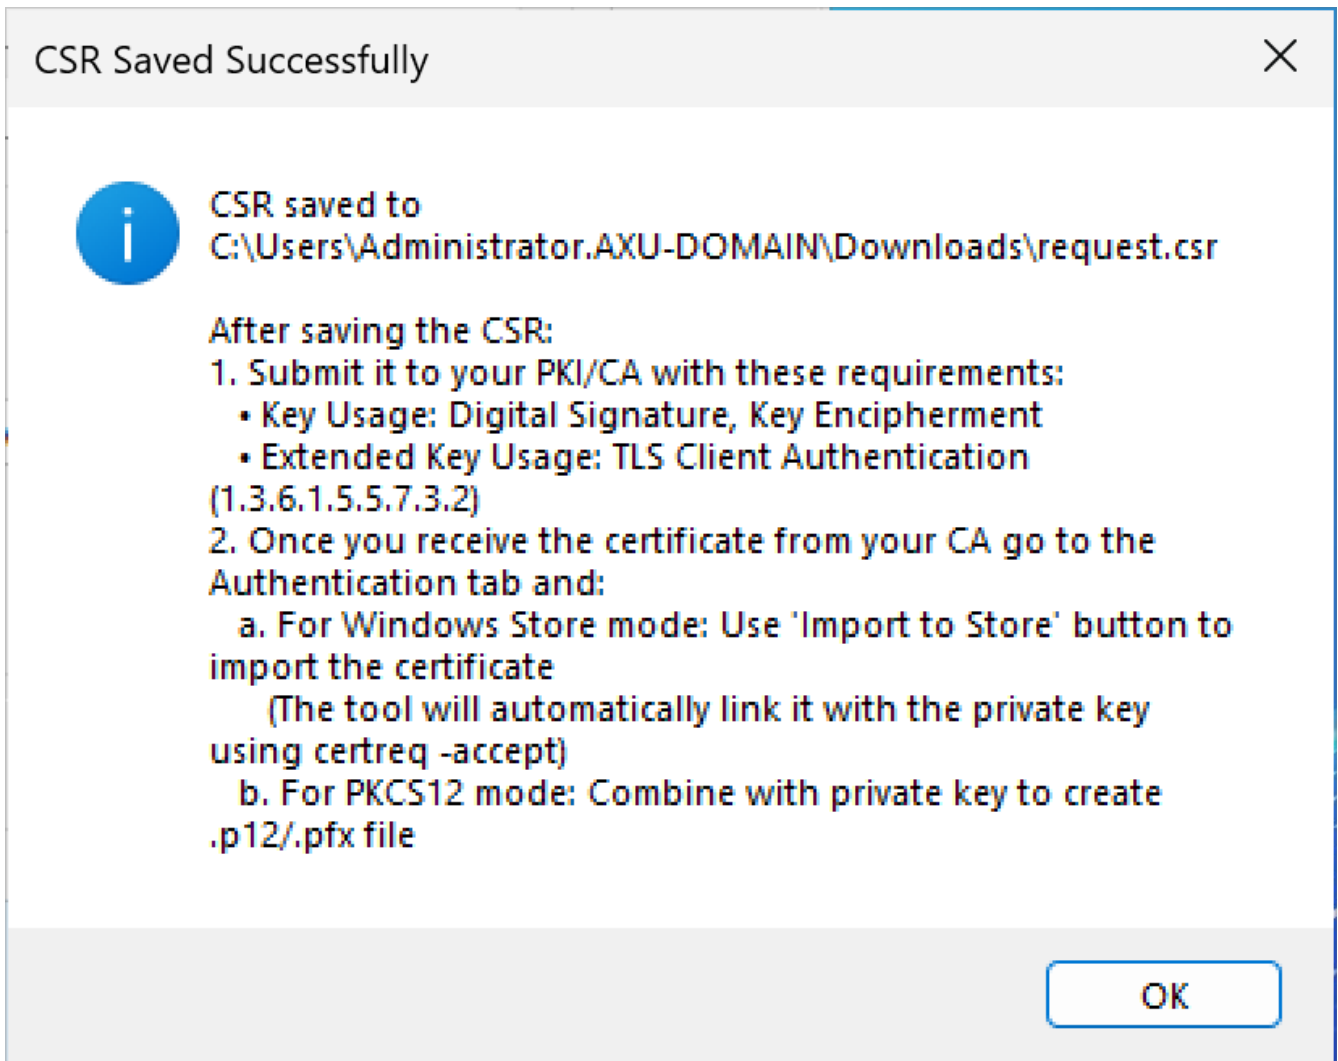 CSR Saved Successfully
CSR saved to
C:\Users\Administrator.AXU-DOMAIN\Downloads\request.csr
After saving the CSR:
1. Submit it to your PKI/CA with these requirements:
• Key Usage: Digital Signature, Key Encipherment
• Extended Key Usage: TLS Client Authentication
(1.3.6.1.5.5.7.3.2)
2. Once you receive the certificate from your CA go to the
Authentication tab and:
a. For Windows Store mode: Use 'Import to Store' button to
import the certificate
(The tool will automatically link it with the private key
using certreq -accept)
b. For PKCS12 mode: Combine with private key to create
.p12/.pfx file
OK